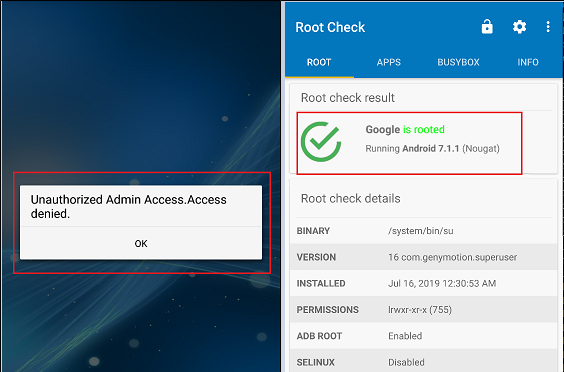 Unauthorized Admin Access.Access
denied.
OK
Root Check
ROOT APPS BUSYBOX INFO
Root check result
Google is rooted
Running Android 7.1.1 (Nougat)
Root check details
BINARY /system/bin/su
VERSION 16 com.genymotion.superuser
INSTALLED Jul 16, 2019 12:30:53 AM
PERMISSIONS lrwxr-xr-x (755)
ADB ROOT Enabled
SELINUX Disabled